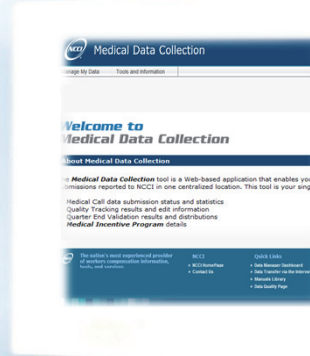 NCCI Medical Data Collection
Manage My Data Tools and Information
Welcome to
Medical Data Collection
About Medical Data Collection
Medical Data Collection tool is a Web-based application that enables you
submissions reported to NCCI in one centralized location. This tool is your sing
Medical Call data submission status and statistics
Quality Tracking results and edit information
Quarter End Validation results and distributions
Medical Incentive Program details
The nation's most experienced provider
of workers compensation information,
tools, and services.
NCCI
NCCI HomePage
Contact Us
Quick Links
Data Manager Dashboard
Data Transfer via the Internet
Manuals Library
Data Quality Page